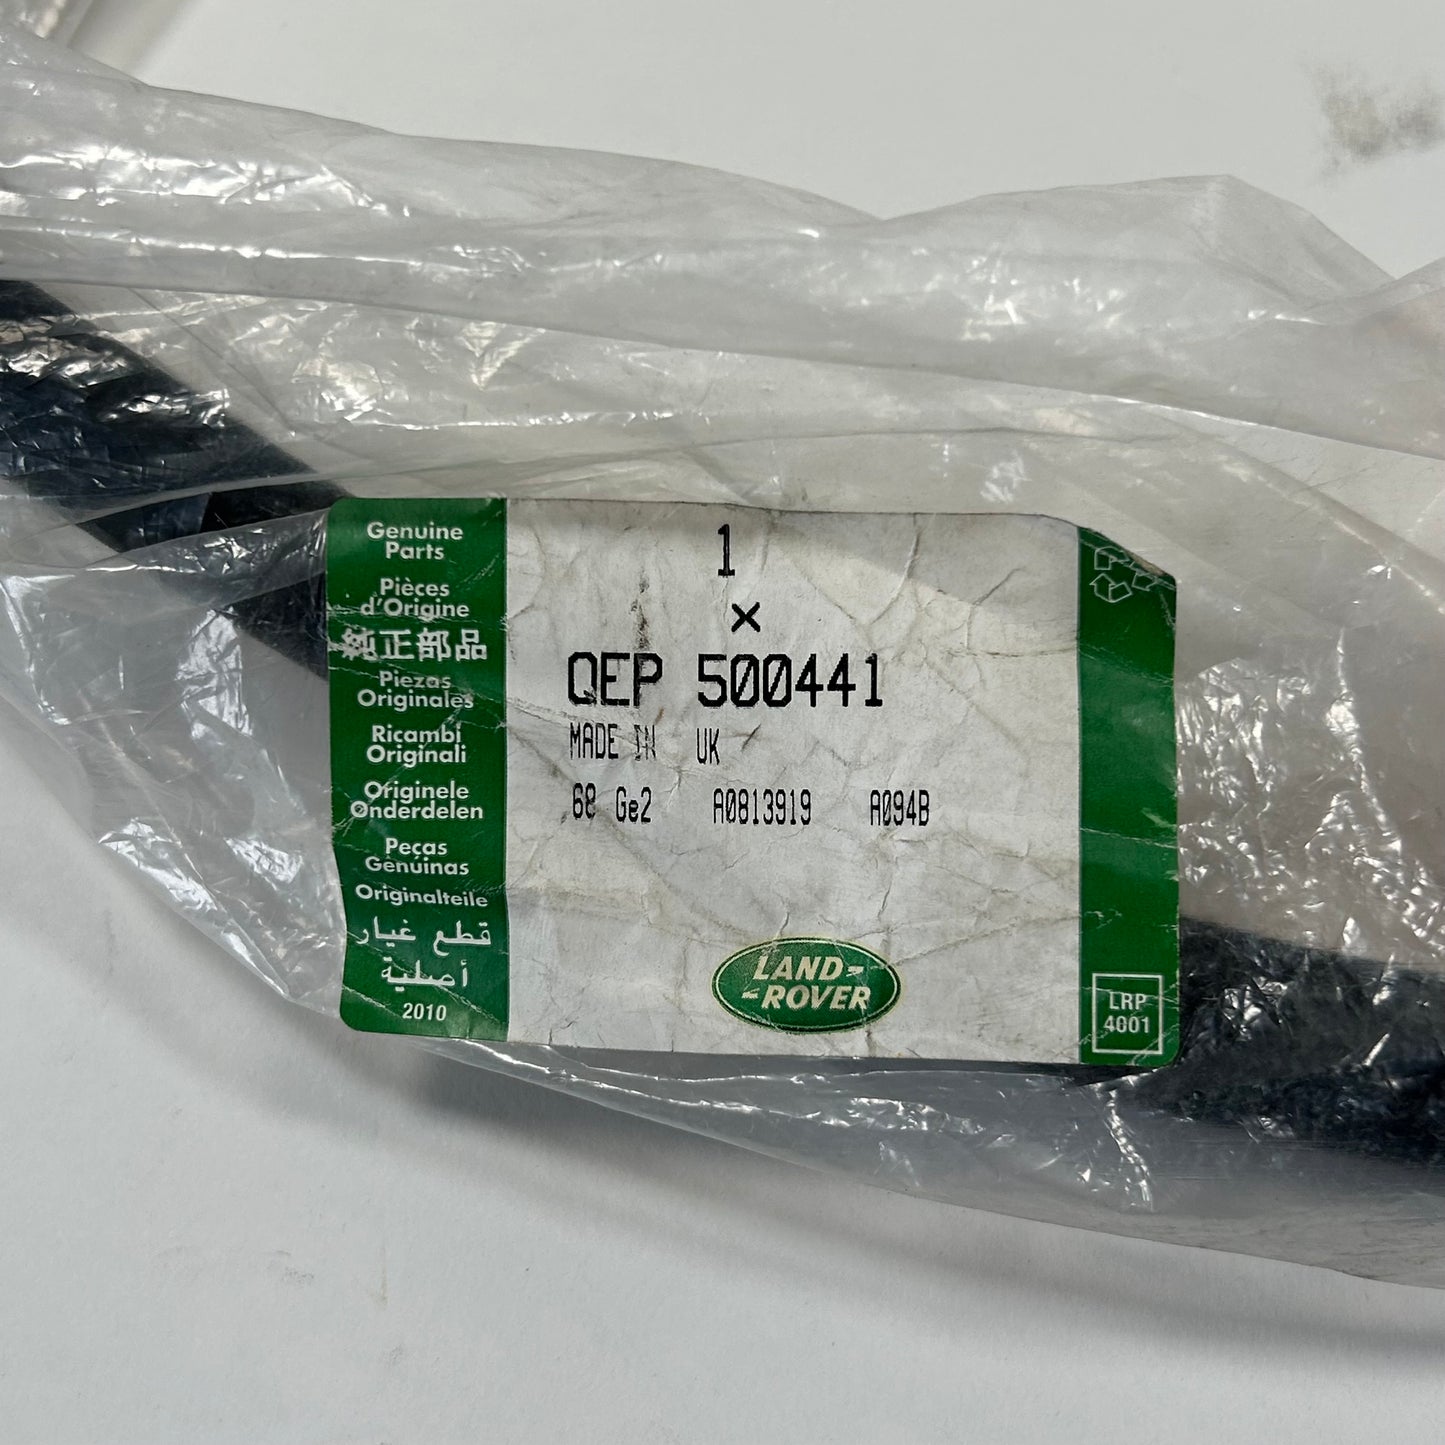 Genuine
Parts
Pièces
d'Origine
純正部品
Piezas
Originales
Ricambi
Originali
Originele
Onderdelen
Peças
Genuinas
Originalteile
قطع غيار
أصلية
2010
1
×
QEP 500441
MADE IN UK
68 Ge2 A0813919 A094B
LAND-
-ROVER
LRP
4001